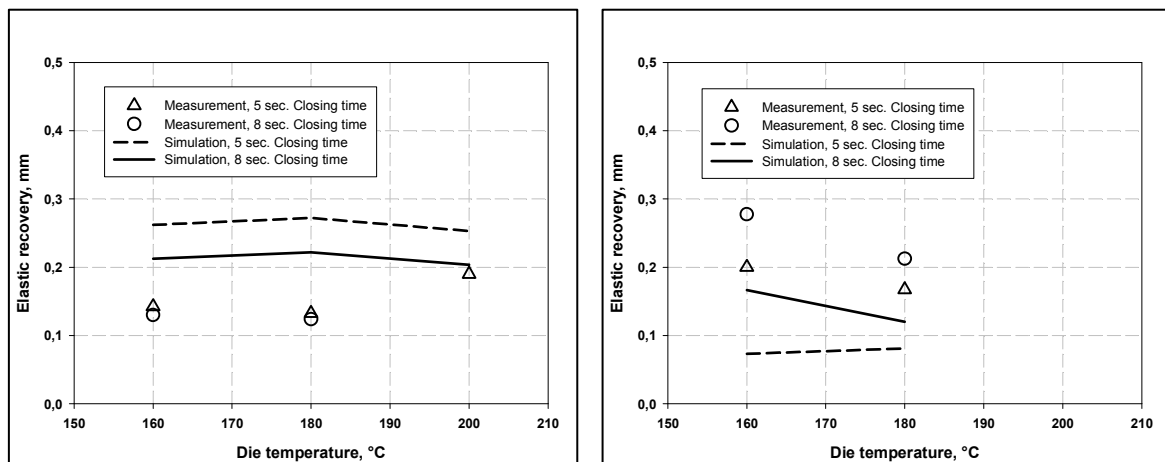 0,5
0,4
0,3
0,2
0,1
0,0
Elastic recovery, mm
Measurement, 5 sec. Closing time
Measurement, 8 sec. Closing time
Simulation, 5 sec. Closing time
Simulation, 8 sec. Closing time
150 160 170 180 190 200 210
Die temperature, °C
0,5
0,4
0,3
0,2
0,1
0,0
Elastic recovery, mm
Measurement, 5 sec. Closing time
Measurement, 8 sec. Closing time
Simulation, 5 sec. Closing time
Simulation, 8 sec. Closing time
150 160 170 180 190 200 210
Die temperature, °C